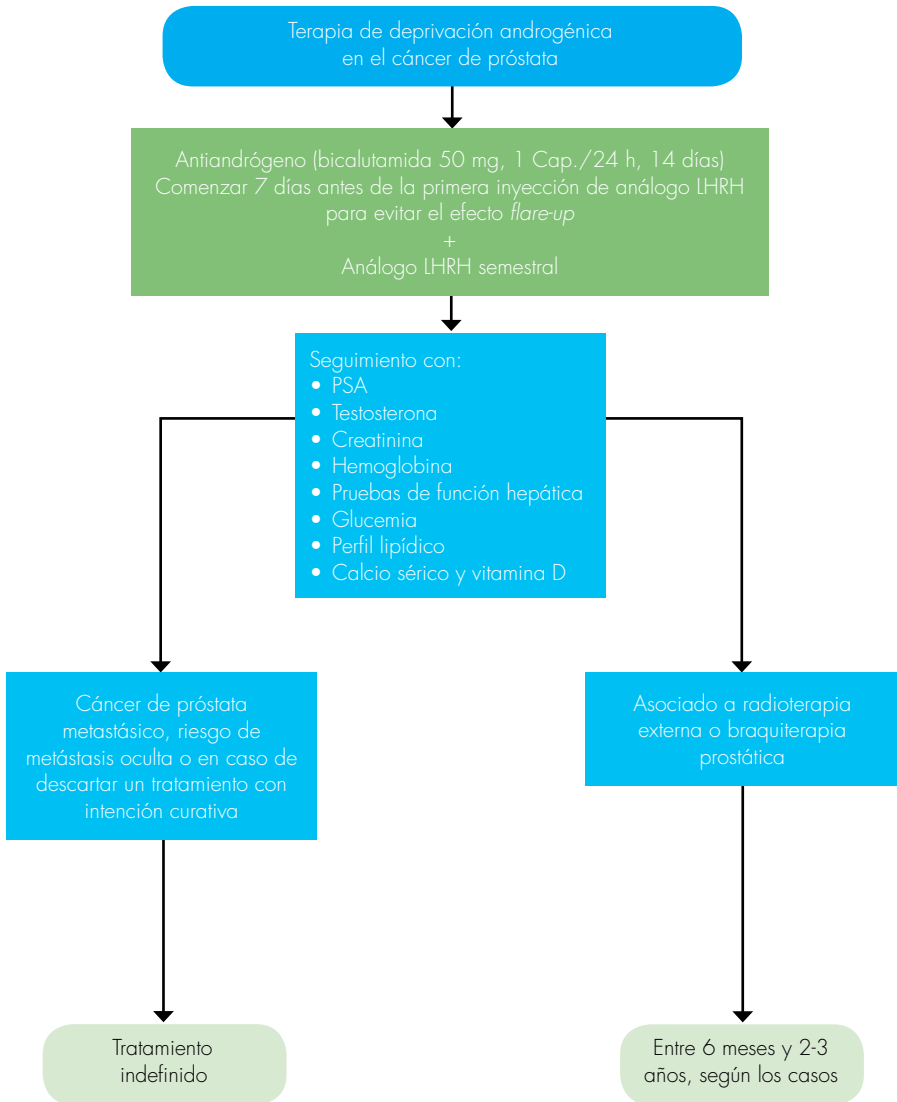 Terapia de deprivación androgénica
en el cáncer de próstata
Antiandrógeno (bicalutamida 50 mg, 1 Cap./24 h, 14 días)
Comenzar 7 días antes de la primera inyección de análogo LHRH
para evitar el efecto flare-up
+
Análogo LHRH semestral
Seguimiento con:
• PSA
• Testosterona
• Creatinina
• Hemoglobina
• Pruebas de función hepática
• Glucemia
• Perfil lipídico
• Calcio sérico y vitamina D
Cáncer de próstata
metastásico, riesgo de
metástasis oculta o en caso de
descartar un tratamiento con
intención curativa
Asociado a radioterapia
externa o braquiterapia
prostática
Tratamiento
indefinido
Entre 6 meses y 2-3
años, según los casos